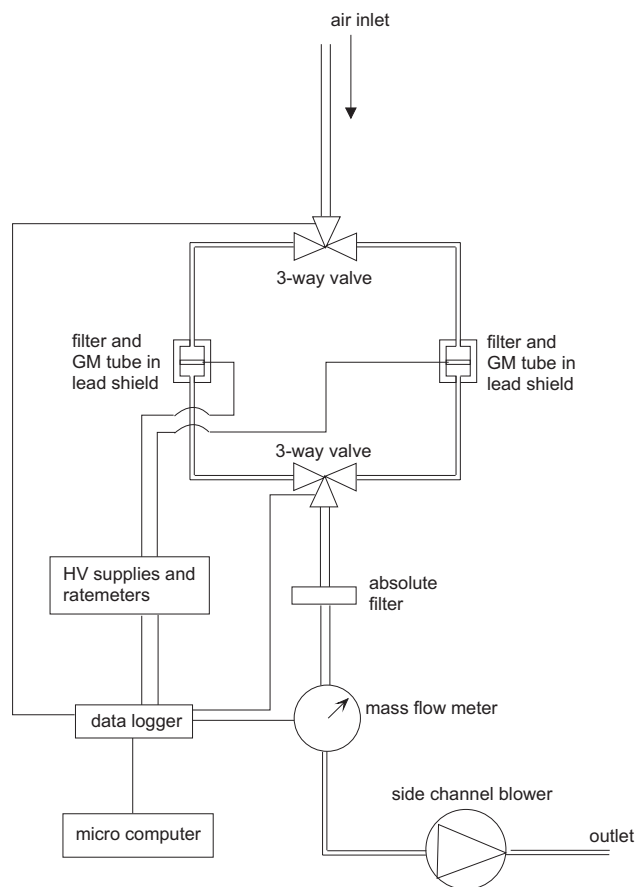 air inlet
3-way valve
filter and
GM tube in
lead shield
filter and
GM tube in
lead shield
3-way valve
HV supplies and
ratemeters
absolute
filter
data logger
mass flow meter
side channel blower
micro computer
outlet